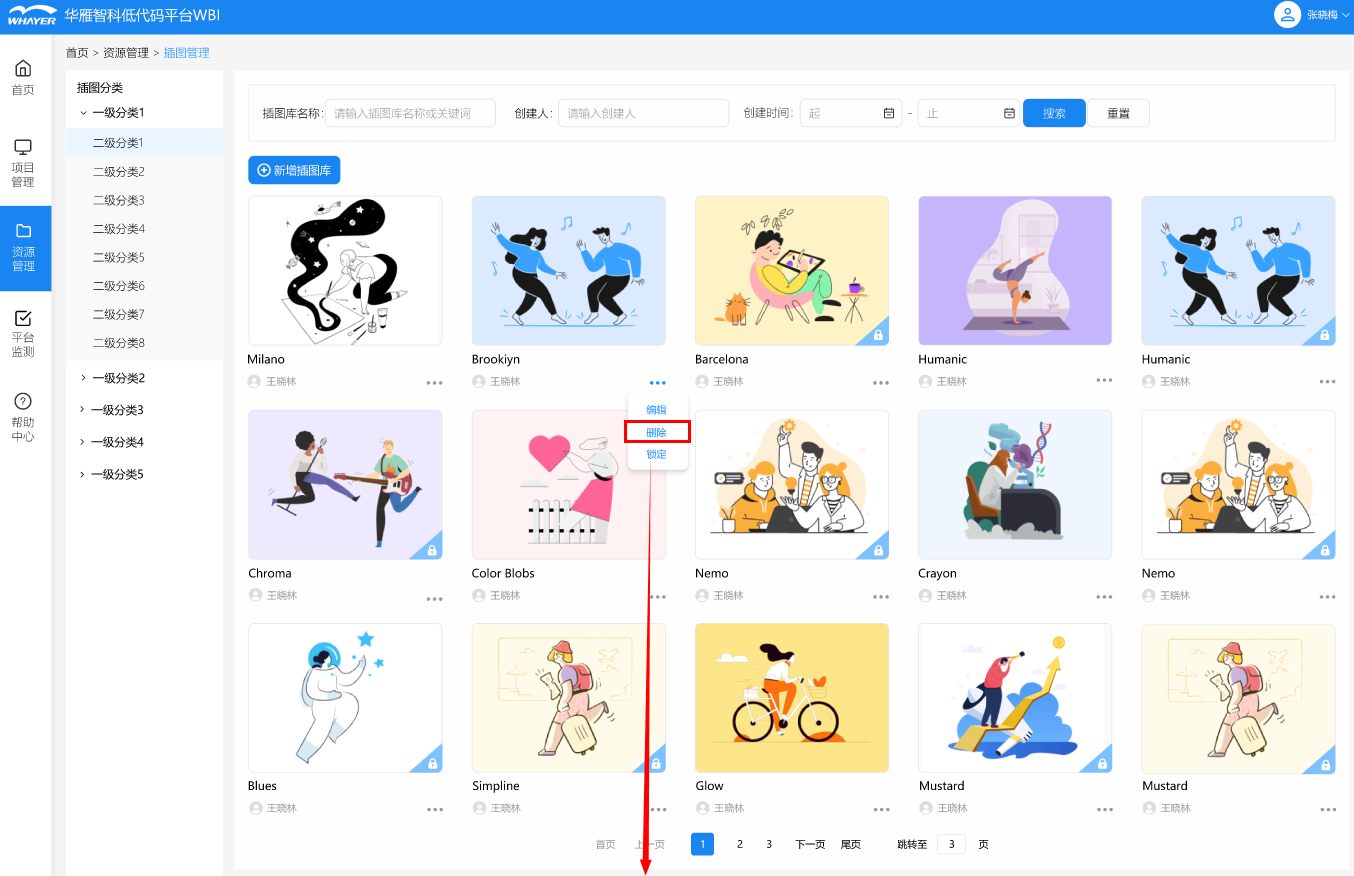 WHAYER 华雁智科低代码平台WBI
张晓梅
首页
项目
管理
资源
管理
平台
监测
帮助
中心
首页 > 资源管理 > 插图管理
插图分类
一级分类1
二级分类1
二级分类2
二级分类3
二级分类4
二级分类5
二级分类6
二级分类7
二级分类8
一级分类2
一级分类3
一级分类4
一级分类5
插图库名称: 请输入插图库名称或关键词 创建人: 请输入创建人 创建时间: 起 - 止 搜索 重置
新增插图库
Milano Brookiyn Barcelona Humanic Humanic
王晓林 王晓林 王晓林 王晓林 王晓林
编辑
删除
锁定
Chroma Color Blobs Nemo Crayon Nemo
王晓林 王晓林 王晓林 王晓林 王晓林
Blues Simpline Glow Mustard Mustard
王晓林 王晓林 王晓林 王晓林 王晓林
首页 上一页 1 2 3 下一页 尾页 跳转至 3 页